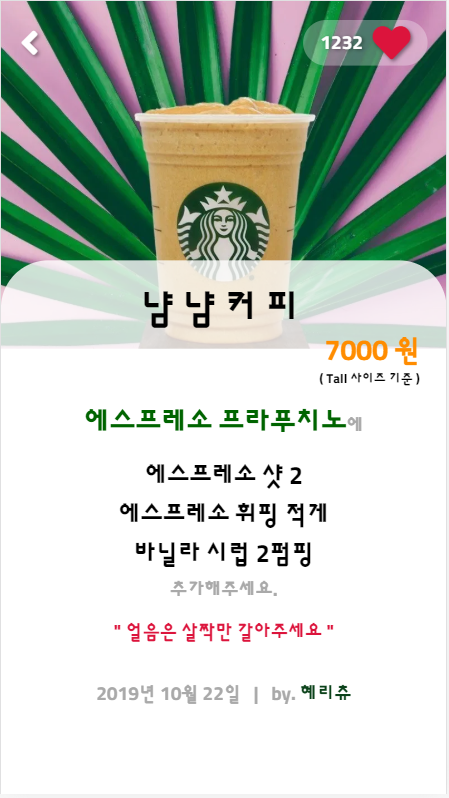 1232
냠냠커피
7000 원
( Tall 사이즈 기준 )
에스프레소 프라푸치노에
에스프레소 샷 2
에스프레소 휘핑 적게
바닐라 시럽 2펌핑
추가해주세요.
" 얼음은 살짝만 갈아주세요 "
2019년 10월 22일 | by. 혜리츄